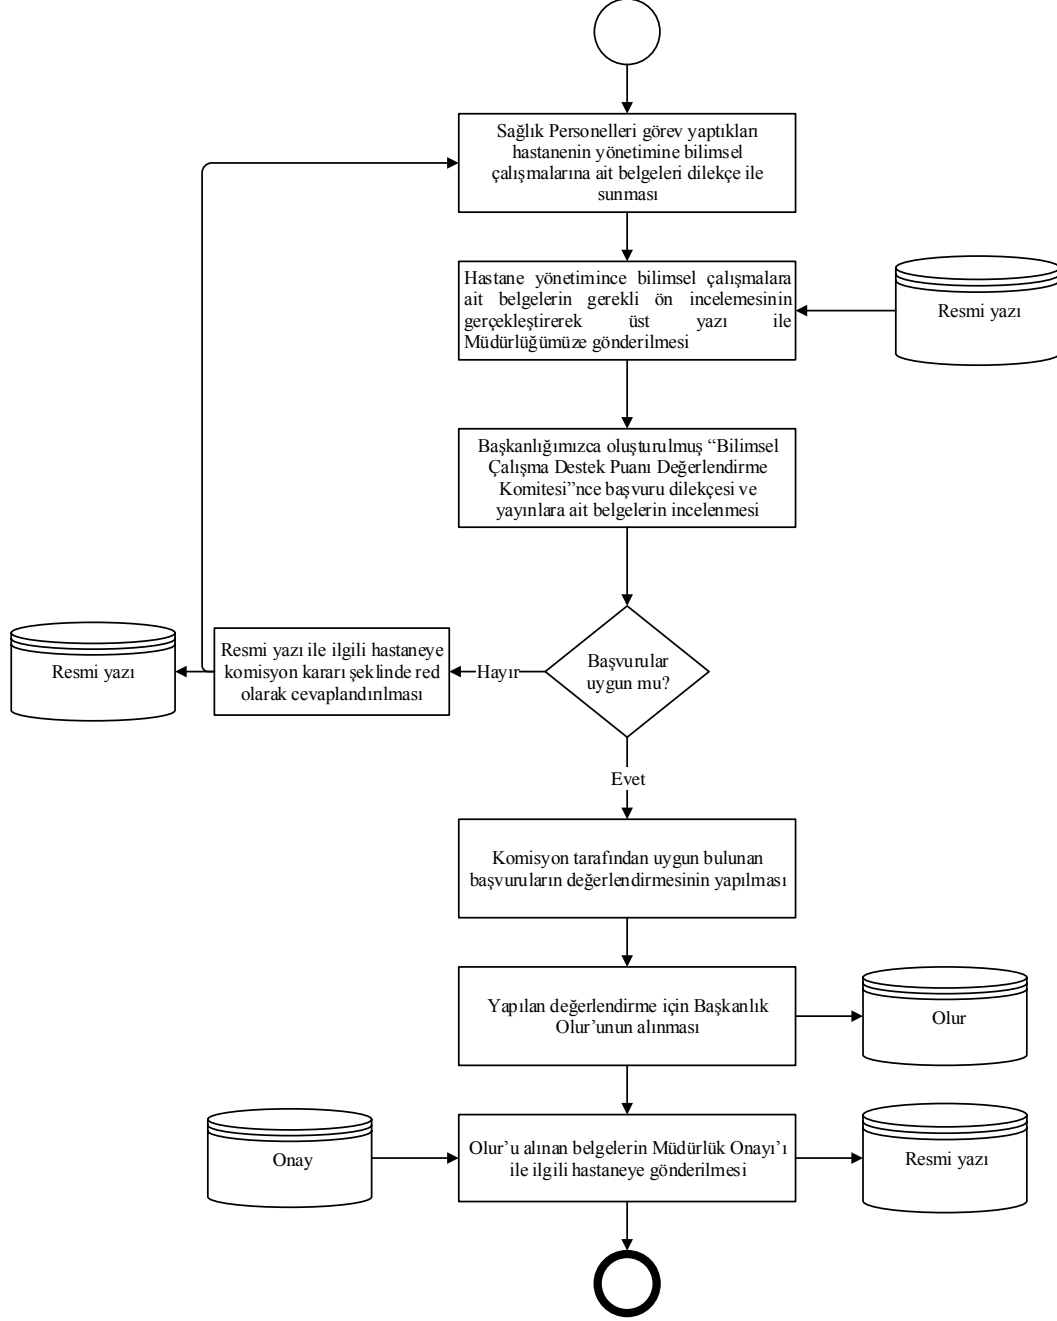 Sağlık Personelleri görev yaptıkları
hastanenin yönetimine bilimsel
çalışmalarına ait belgeleri dilekçe ile
sunması
Hastane yönetimince bilimsel çalışmalara
ait belgelerin gerekli ön incelemesinin
gerçekleştirerek üst yazı ile
Müdürlüğümüze gönderilmesi
Resmi yazı
Başkanlığımızca oluşturulmuş “Bilimsel
Çalışma Destek Puanı Değerlendirme
Komitesi”nce başvuru dilekçesi ve
yayınlara ait belgelerin incelenmesi
Başvurular
uygun mu?
Hayır
Resmi yazı ile ilgili hastaneye
komisyon kararı şeklinde red
olarak cevaplandırılması
Resmi yazı
Evet
Komisyon tarafından uygun bulunan
başvuruların değerlendirmesinin yapılması
Yapılan değerlendirme için Başkanlık
Olur’unun alınması
Olur
Onay
Olur’u alınan belgelerin Müdürlük Onayı’ı
ile ilgili hastaneye gönderilmesi
Resmi yazı